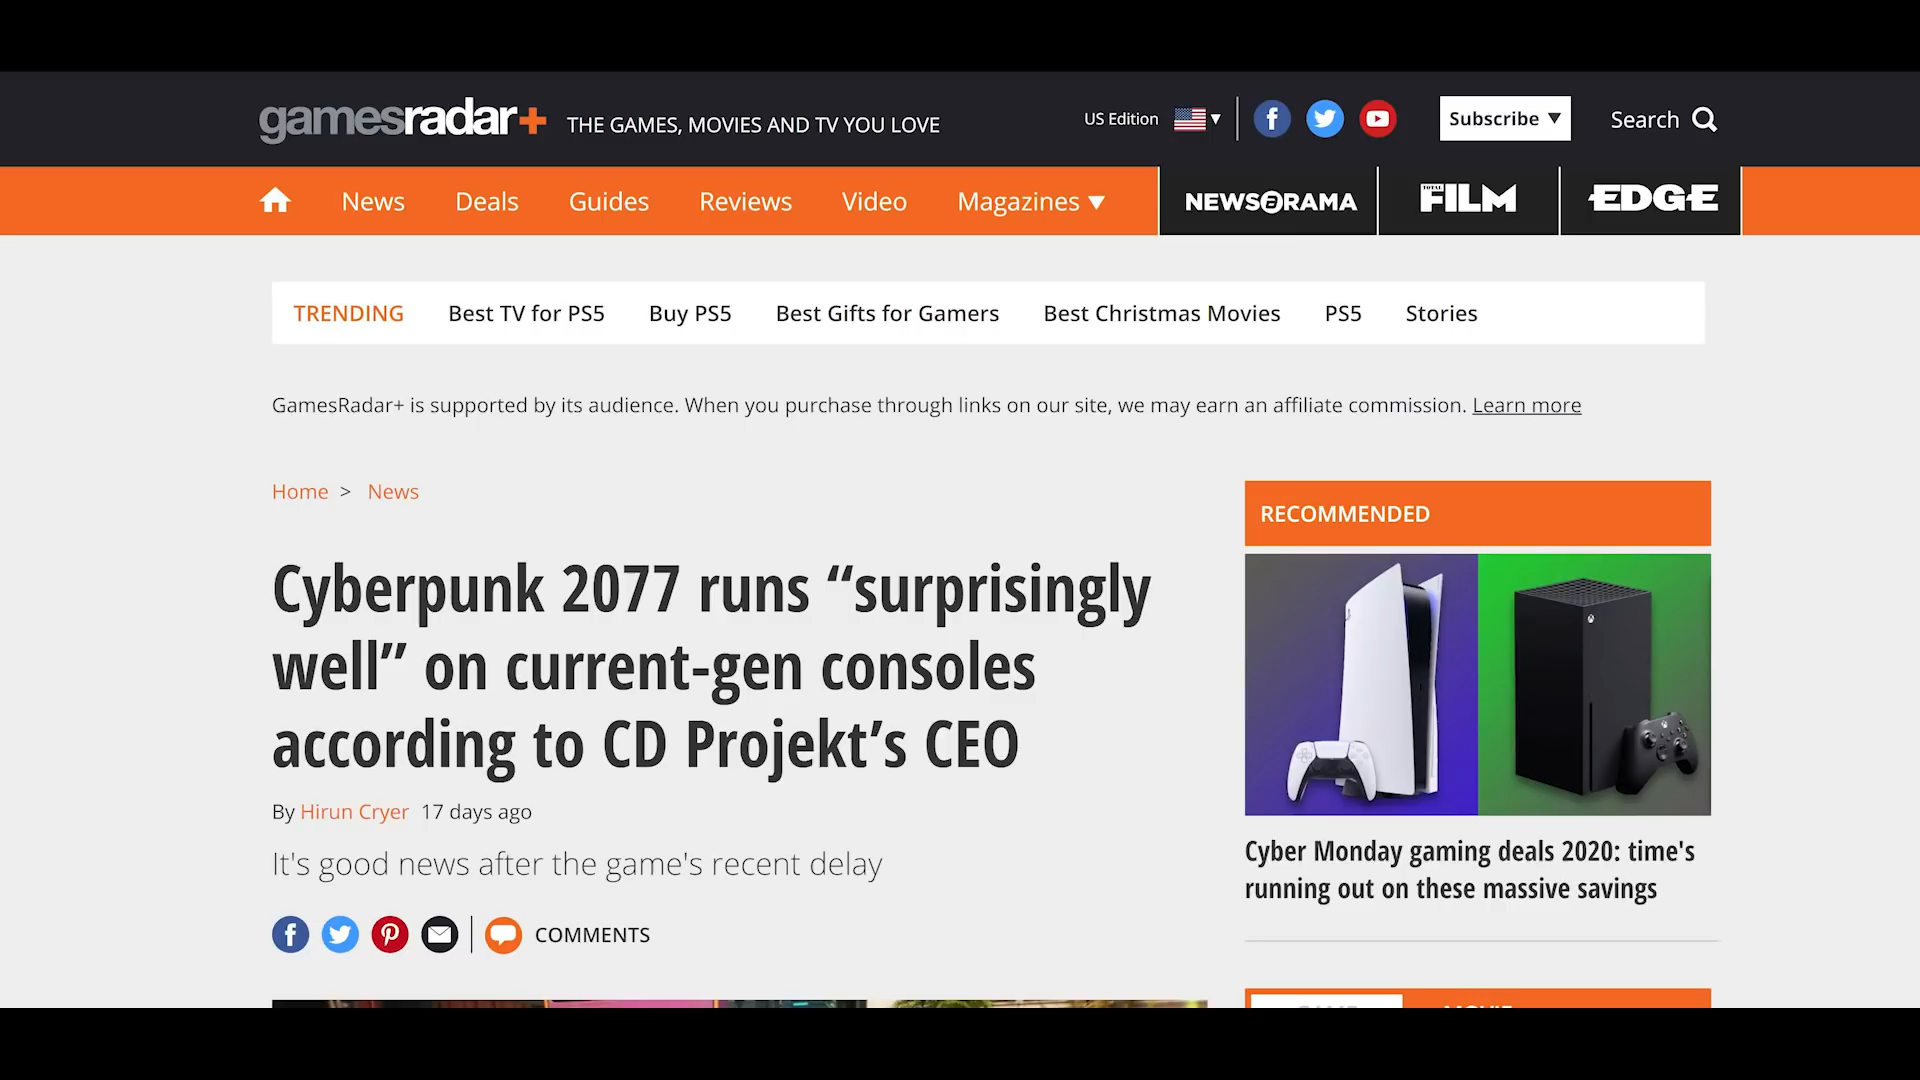 gamesradar+ THE GAMES, MOVIES AND TV YOU LOVE US Edition Subscribe Search
News Deals Guides Reviews Video Magazines NEWSARAMA TOTAL FILM EDGE
TRENDING Best TV for PS5 Buy PS5 Best Gifts for Gamers Best Christmas Movies PS5 Stories
GamesRadar+ is supported by its audience. When you purchase through links on our site, we may earn an affiliate commission. Learn more
Home > News
Cyberpunk 2077 runs “surprisingly
well” on current-gen consoles
according to CD Projekt’s CEO
By Hirun Cryer 17 days ago
It's good news after the game's recent delay
COMMENTS
RECOMMENDED
Cyber Monday gaming deals 2020: time's
running out on these massive savings